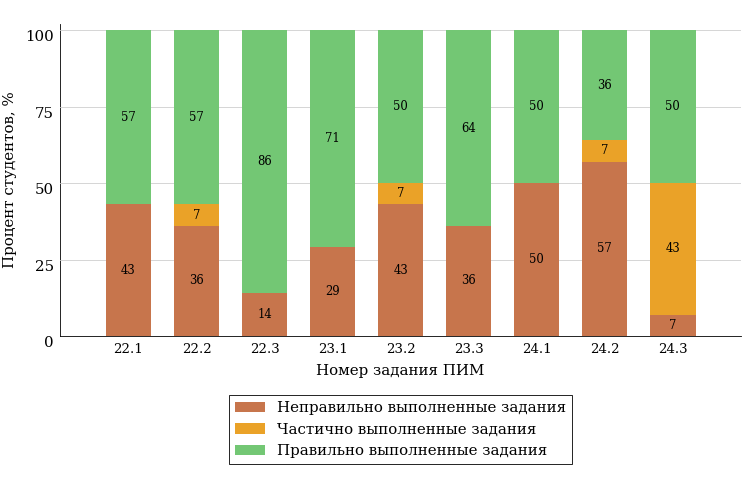 Процент студентов, %
100
75
50
25
0
57 57 86 71 50 64 50 36 50
7 7 7 43
43 36 14 29 43 36 50 57 7
22.1 22.2 22.3 23.1 23.2 23.3 24.1 24.2 24.3
Номер задания ПИМ
Неправильно выполненные задания
Частично выполненные задания
Правильно выполненные задания